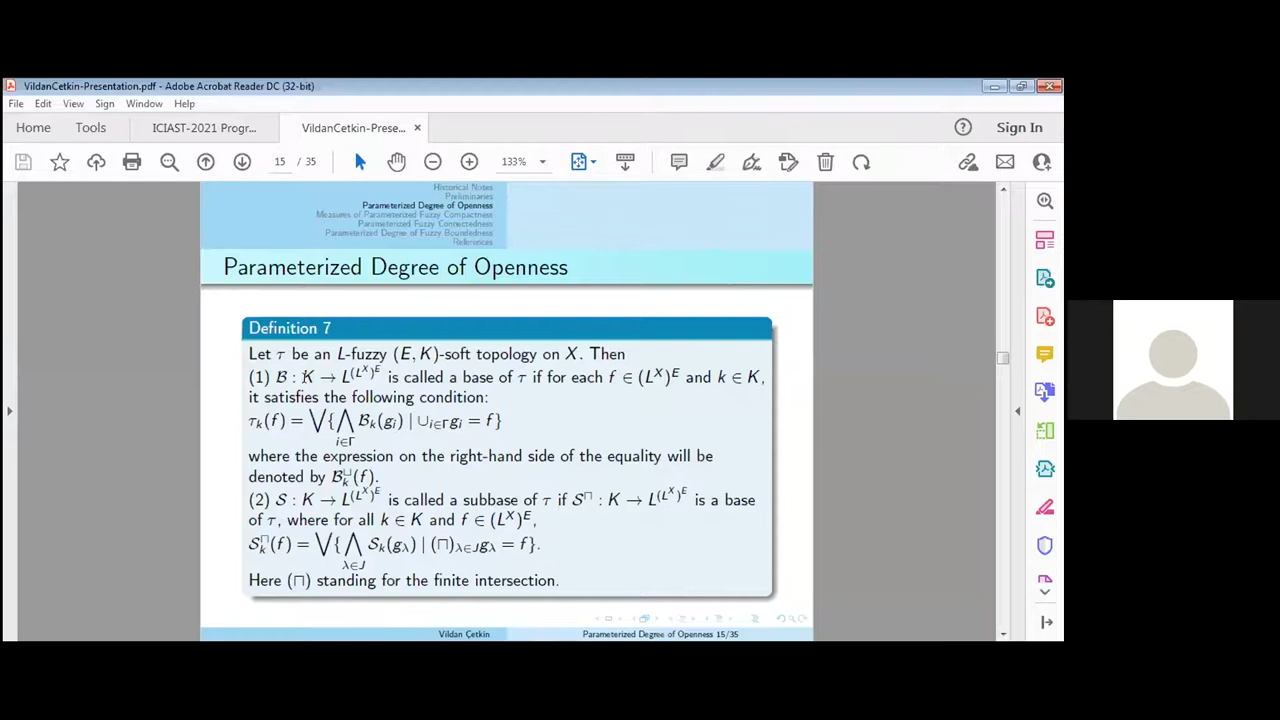 VildanCetkin-Presentation.pdf - Adobe Acrobat Reader DC (32-bit)
File Edit View Sign Window Help
Home Tools ICIAST-2021 Progr... VildanCetkin-Prese... ×
Sign In
15 / 35 133%
Historical Notes
Preliminaries
Parameterized Degree of Openness
Measures of Parameterized Fuzzy Compactness
Parameterized Fuzzy Connectedness
Parameterized Degree of Fuzzy Boundedness
References
Parameterized Degree of Openness
Definition 7
Let τ be an L-fuzzy (E, K)-soft topology on X. Then
(1) B : K → L^{(L^X)^E} is called a base of τ if for each f ∈ (L^X)^E and k ∈ K,
it satisfies the following condition:
τ_k(f) = ⋁{ ⋀_{i∈Γ} B_k(g_i) | ∪_{i∈Γ} g_i = f}
where the expression on the right-hand side of the equality will be
denoted by B_k^⊔(f).
(2) S : K → L^{(L^X)^E} is called a subbase of τ if S^⊓ : K → L^{(L^X)^E} is a base
of τ, where for all k ∈ K and f ∈ (L^X)^E,
S_k^⊓(f) = ⋁{ ⋀_{λ∈J} S_k(g_λ) | (⊓)_{λ∈J} g_λ = f}.
Here (⊓) standing for the finite intersection.
Vildan Çetkin Parameterized Degree of Openness 15/35